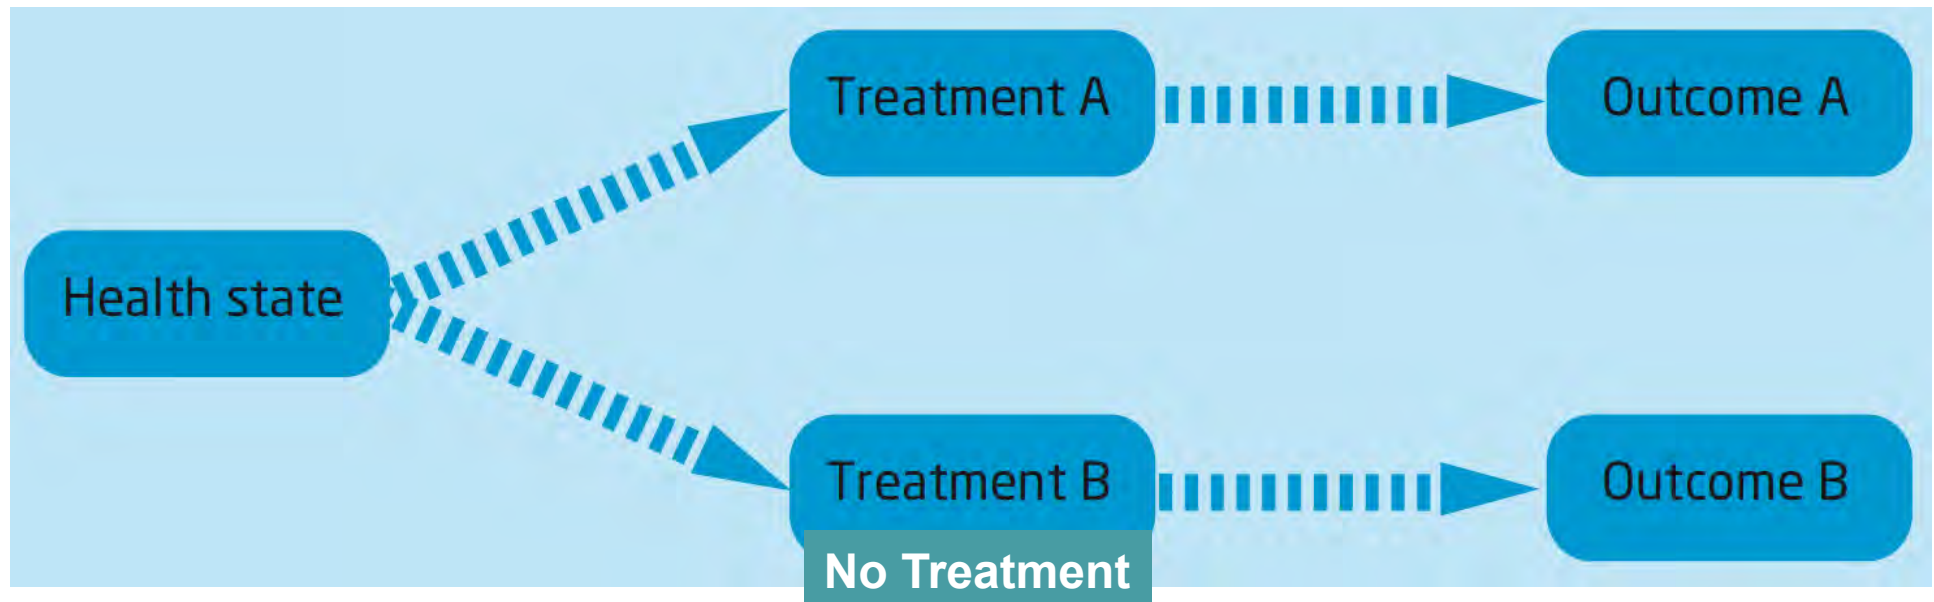 Treatment A
Outcome A
Health state
Treatment B
Outcome B
No Treatment